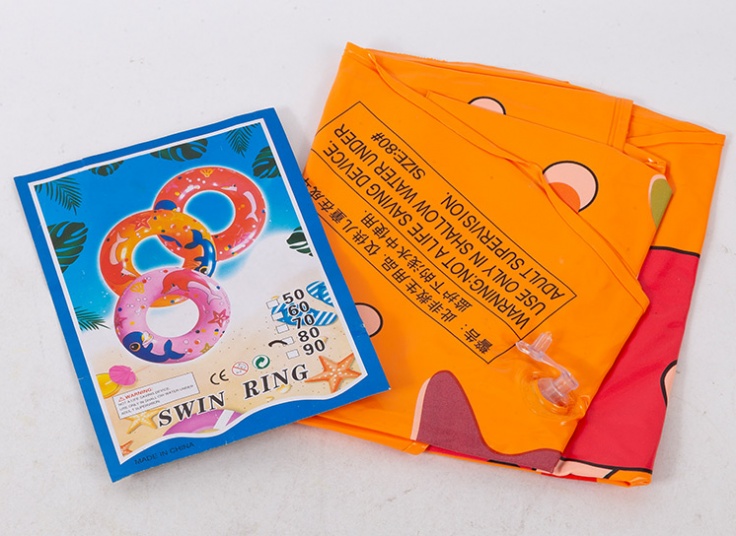 50
60
70
80
90
CE
WARNING:
SWIN RING
MADE IN CHINA
警告：此非救生用品,仅供儿童在成
监护下的浅水中使用.
WARNING:NOT A LIFE SAVING DEVICE.
USE ONLY IN SHALLOW WATER UNDER
ADULT SUPERVISION. SIZE:80#